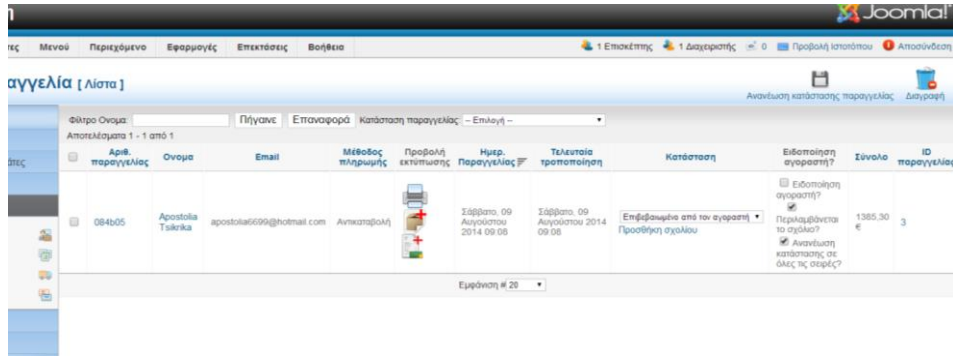 Joomla!
τες Μενού Περιεχόμενο Εφαρμογές Επεκτάσεις Βοήθεια 1 Επισκέπτης 1 Διαχειριστής 0 Προβολή ιστοτόπου Αποσύνδεση
αγγελία [ Λίστα ]
Ανανέωση κατάστασης παραγγελίας Διαγραφή
Φίλτρο Όνομα: Πήγαινε Επαναφορά Κατάσταση παραγγελίας: -- Επιλογή --
Αποτελέσματα 1 - 1 από 1
άτες
Αριθ. παραγγελίας Όνομα Email Μέθοδος πληρωμής Προβολή εκτύπωσης Ημερ. Παραγγελίας Τελευταία τροποποίηση Κατάσταση Ειδοποίηση αγοραστή? Σύνολο ID παραγγελίας
084b05 Apostolia Tsikrika apostolia6699@hotmail.com Αντικαταβολή
Σάββατο, 09 Αυγούστου 2014 09:08
Σάββατο, 09 Αυγούστου 2014 09:08
Επιβεβαιωμένο από τον αγοραστή
Προσθήκη σχολίου
Ειδοποίηση αγοραστή?
Περιλαμβάνεται το σχόλιο?
Ανανέωση κατάστασης σε όλες τις σειρές?
1385,30 €
3
Εμφάνιση # 20